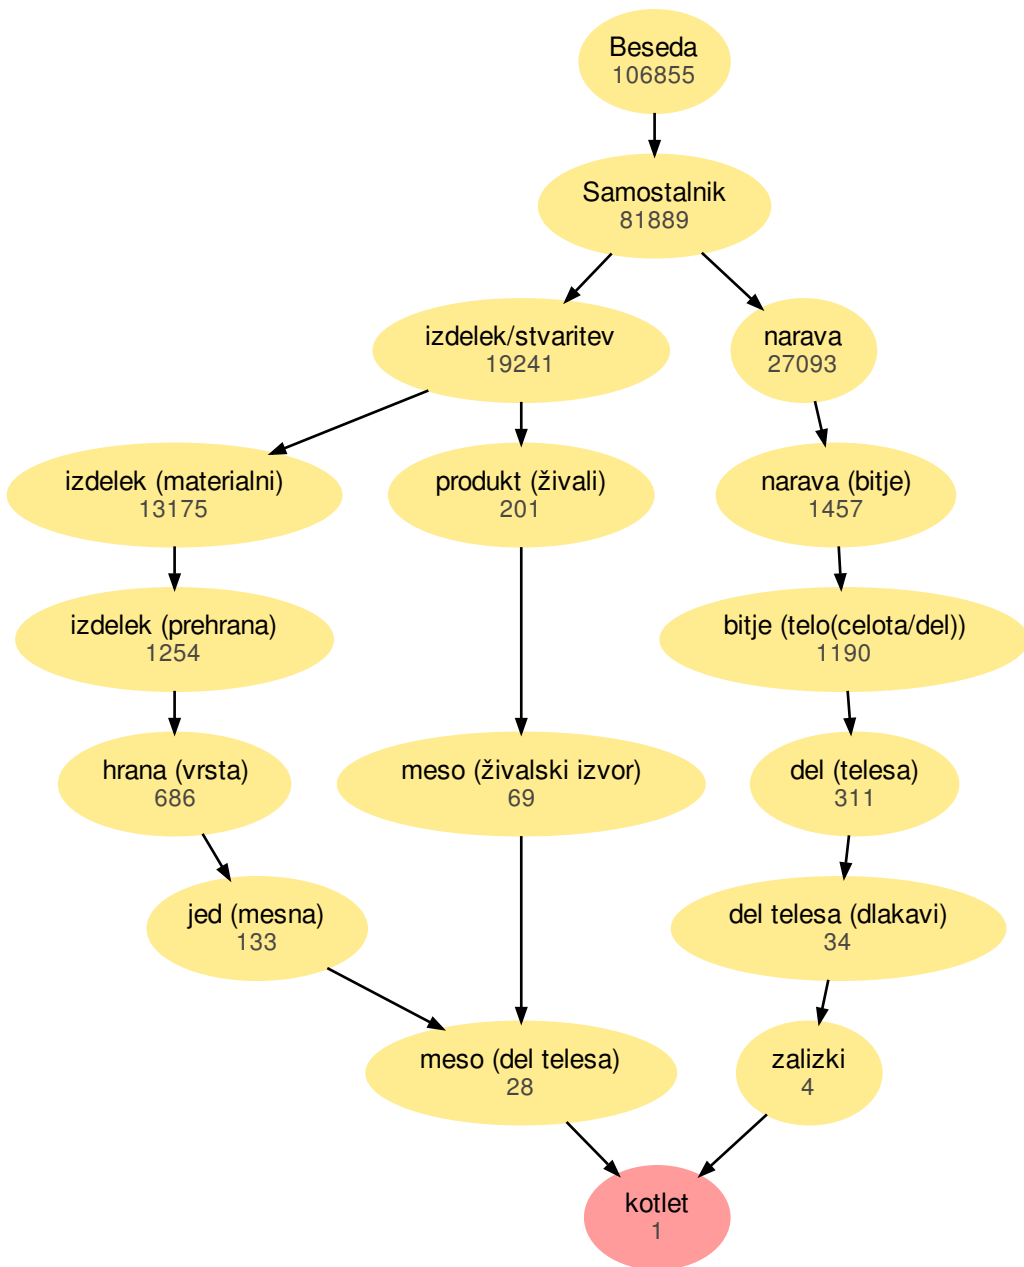 Beseda
106855
Samostalnik
81889
izdelek/stvaritev
19241
narava
27093
izdelek (materialni)
13175
produkt (živali)
201
narava (bitje)
1457
izdelek (prehrana)
1254
bitje (telo(celota/del))
1190
hrana (vrsta)
686
meso (živalski izvor)
69
del (telesa)
311
jed (mesna)
133
del telesa (dlakavi)
34
meso (del telesa)
28
zalizki
4
kotlet
1